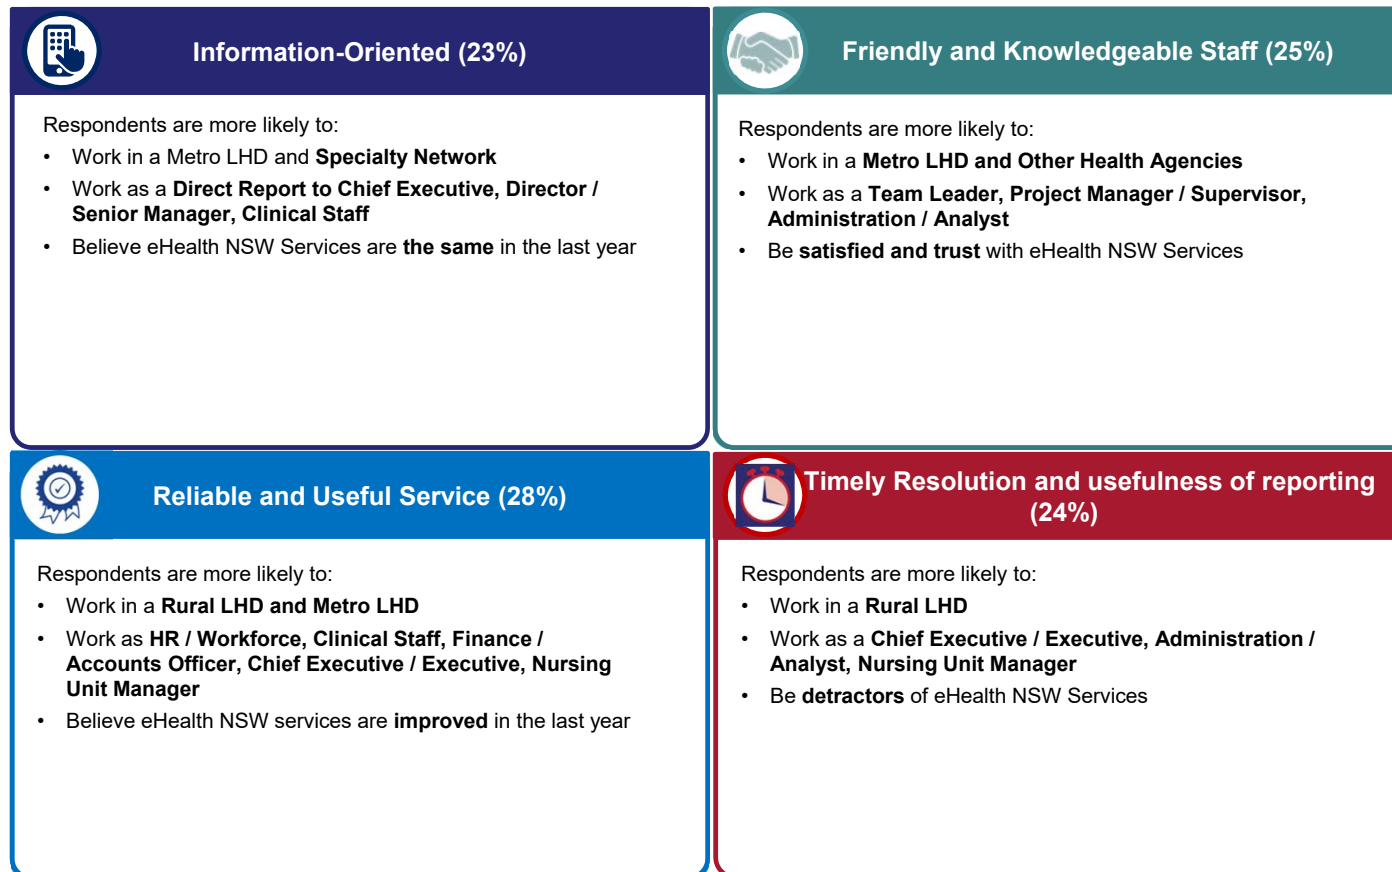 Information-Oriented (23%)
Respondents are more likely to:
• Work in a Metro LHD and Specialty Network
• Work as a Direct Report to Chief Executive, Director /
Senior Manager, Clinical Staff
• Believe eHealth NSW Services are the same in the last year
Friendly and Knowledgeable Staff (25%)
Respondents are more likely to:
• Work in a Metro LHD and Other Health Agencies
• Work as a Team Leader, Project Manager / Supervisor,
Administration / Analyst
• Be satisfied and trust with eHealth NSW Services
Reliable and Useful Service (28%)
Respondents are more likely to:
• Work in a Rural LHD and Metro LHD
• Work as HR / Workforce, Clinical Staff, Finance /
Accounts Officer, Chief Executive / Executive, Nursing
Unit Manager
• Believe eHealth NSW services are improved in the last year
Timely Resolution and usefulness of reporting
(24%)
Respondents are more likely to:
• Work in a Rural LHD
• Work as a Chief Executive / Executive, Administration /
Analyst, Nursing Unit Manager
• Be detractors of eHealth NSW Services